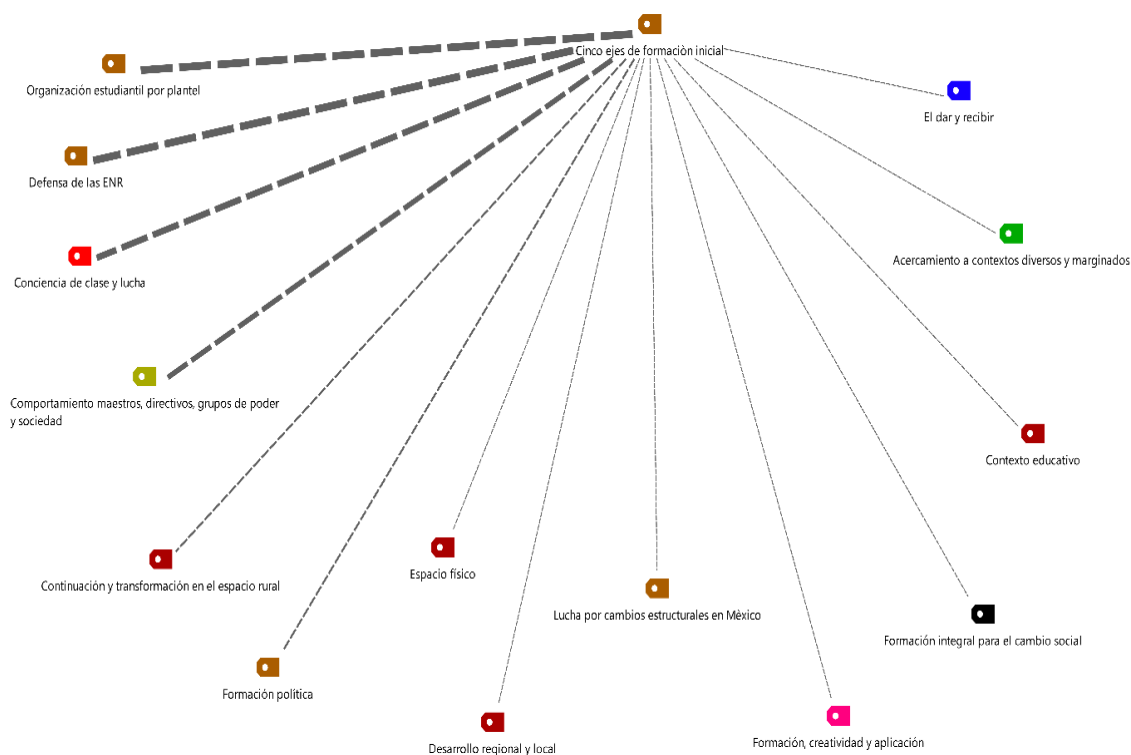 Cinco ejes de formaciòn inicial
Organización estudiantil por plantel
El dar y recibir
Defensa de las ENR
Acercamiento a contextos diversos y marginados
Conciencia de clase y lucha
Comportamiento maestros, directivos, grupos de poder
y sociedad
Contexto educativo
Espacio físico
Continuación y transformación en el espacio rural
Lucha por cambios estructurales en Mèxico
Formación integral para el cambio social
Formación política
Desarrollo regional y local
Formación, creatividad y aplicación